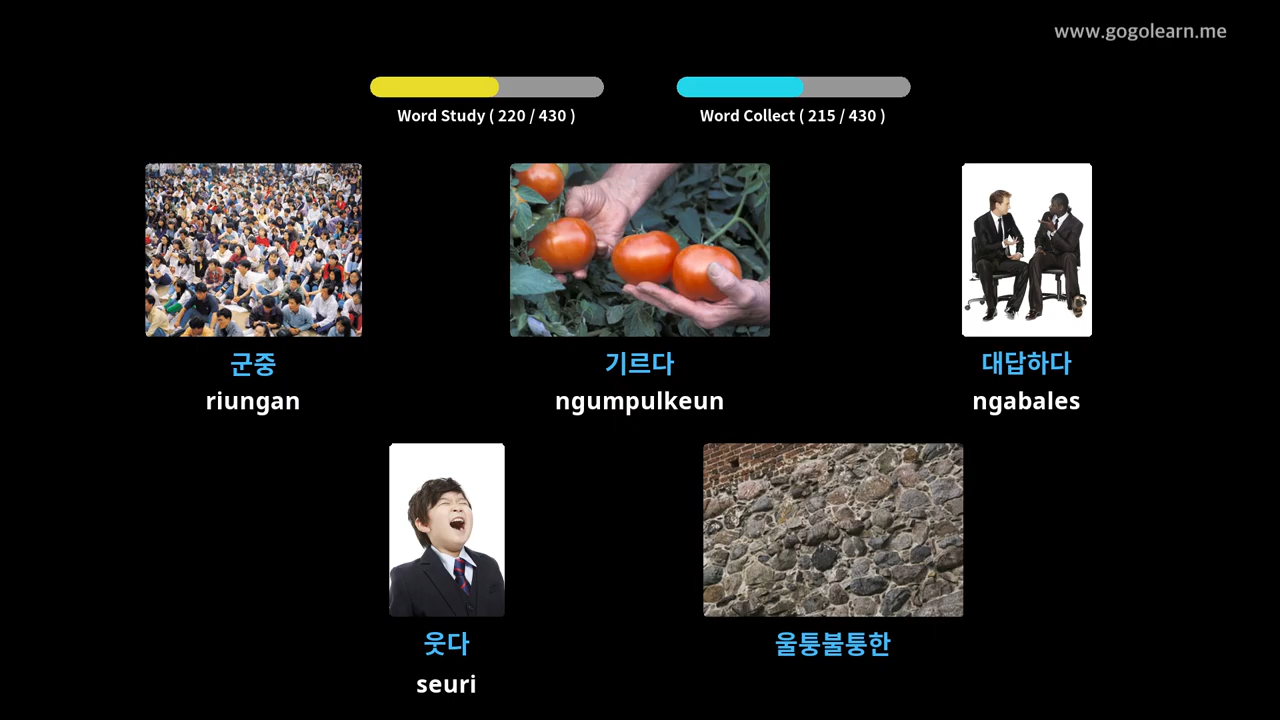 www.gogolearn.me
Word Study ( 220 / 430 )
Word Collect ( 215 / 430 )
군중
riungan
기르다
ngumpulkeun
대답하다
ngabales
웃다
seuri
울퉁불퉁한